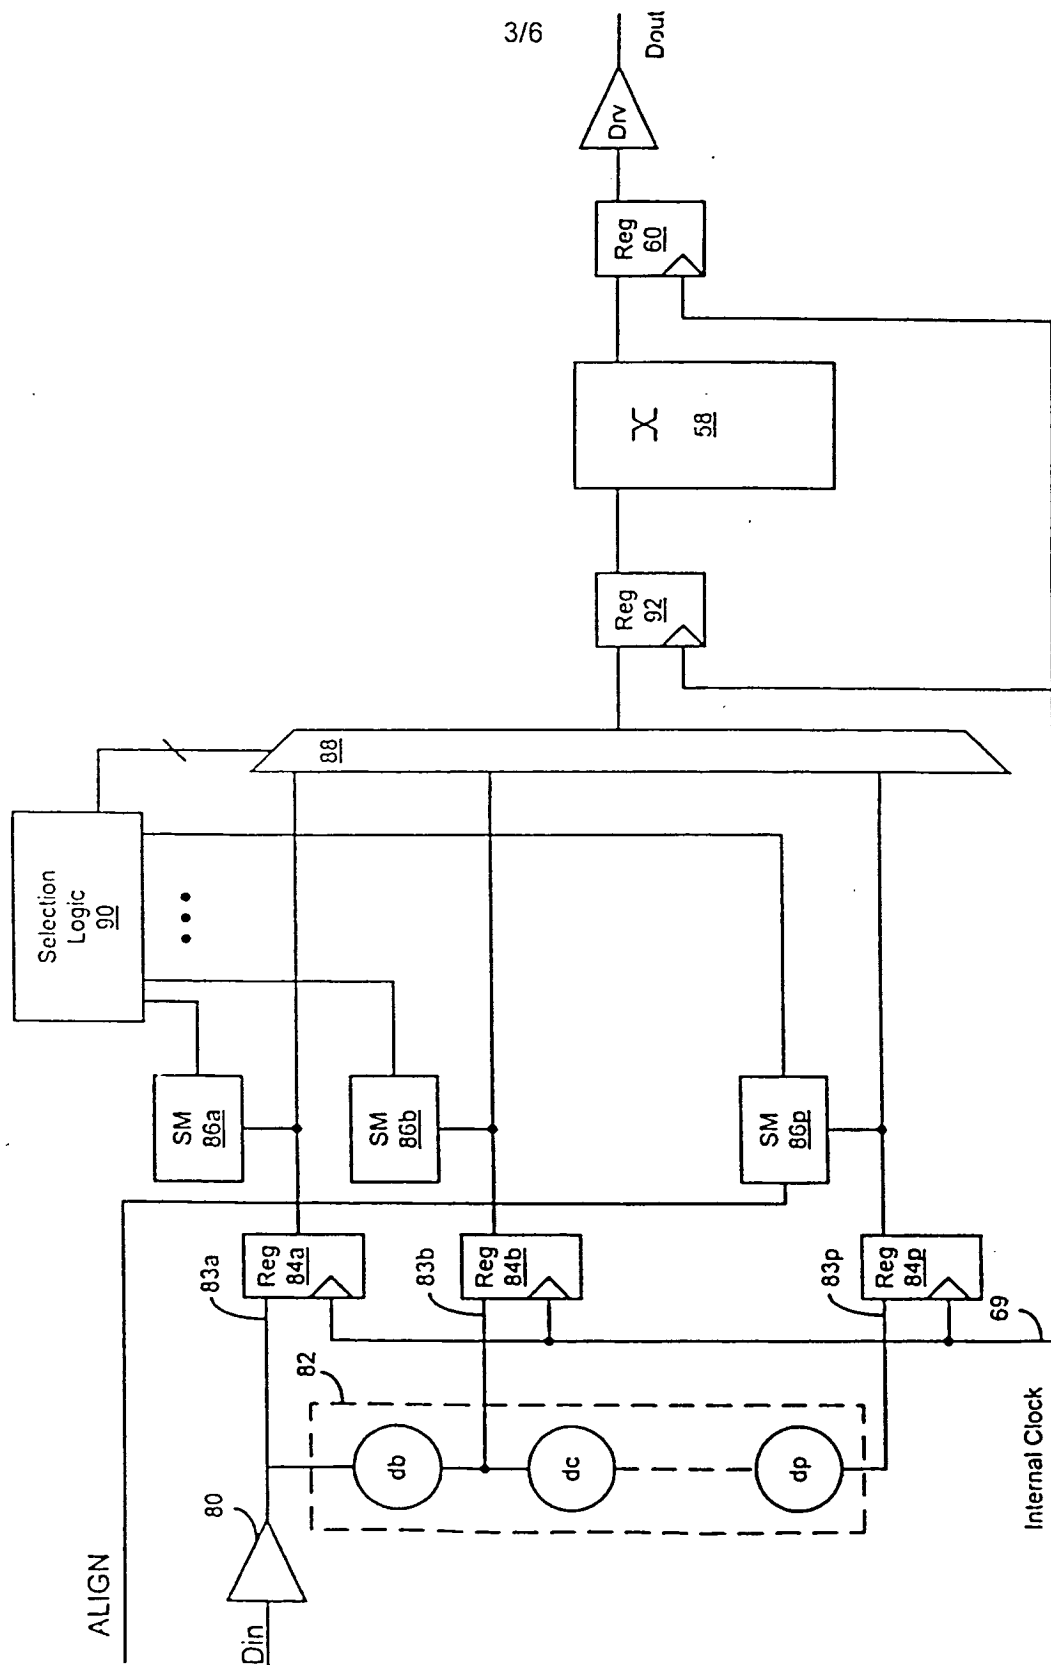 3/6
ALIGN
Din
80
82
db
dc
dp
83a
83b
83p
Reg
84a
Reg
84b
Reg
84p
69
Internal Clock
SM
86a
SM
86b
SM
86p
Selection
Logic
90
88
Reg
92
58
Reg
60
Drv
Dout